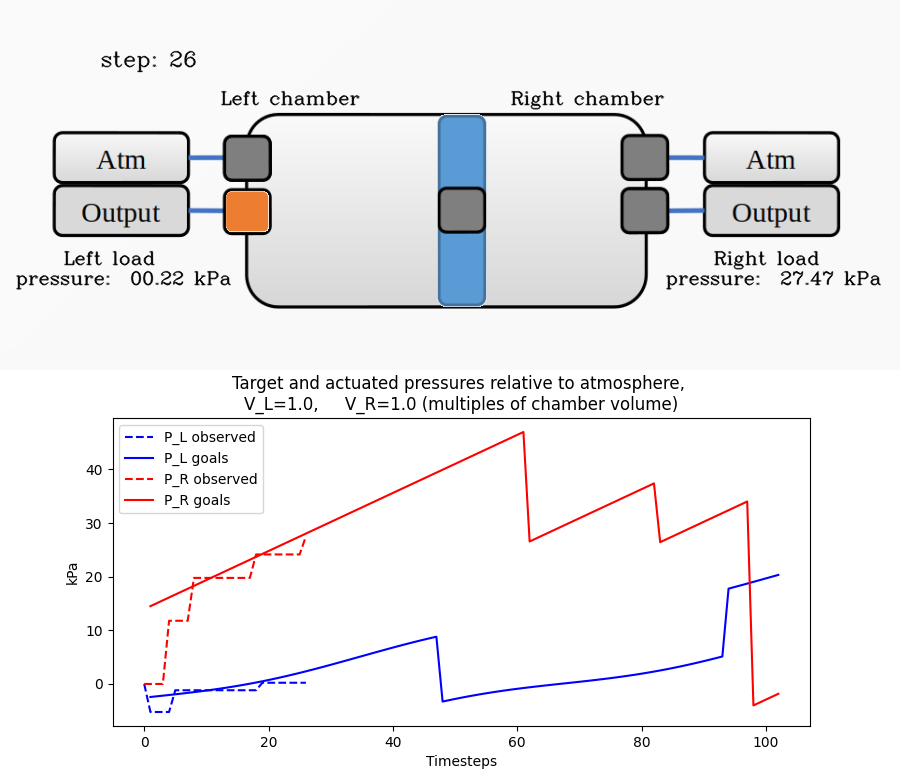 step: 26
Left chamber
Right chamber
Atm
Atm
Output
Output
Left load
pressure: 00.22 kPa
Right load
pressure: 27.47 kPa
Target and actuated pressures relative to atmosphere,
V_L=1.0, V_R=1.0 (multiples of chamber volume)
P_L observed
P_L goals
P_R observed
P_R goals
kPa
40
30
20
10
0
0 20 40 60 80 100
Timesteps